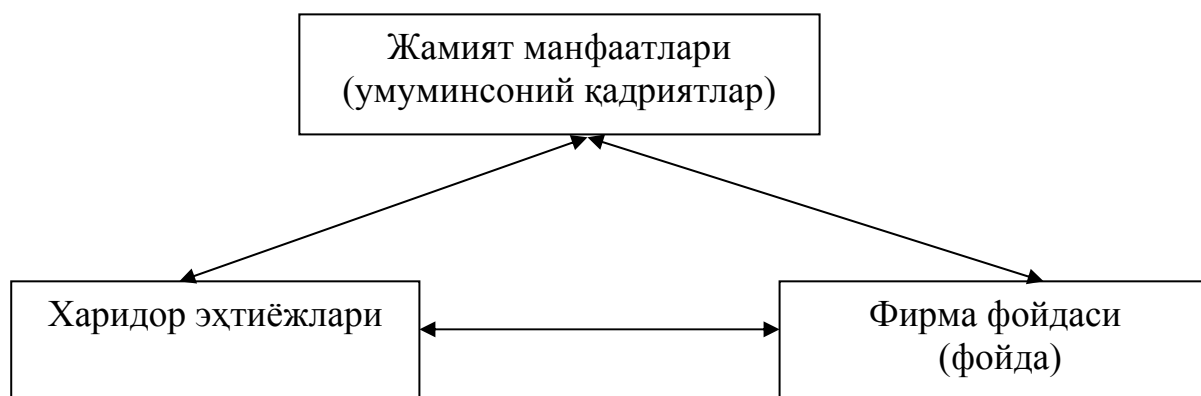 Жамият манфаатлари
(умуминсоний қадриятлар)
Харидор эҳтиёжлари
Фирма фойдаси
(фойда)